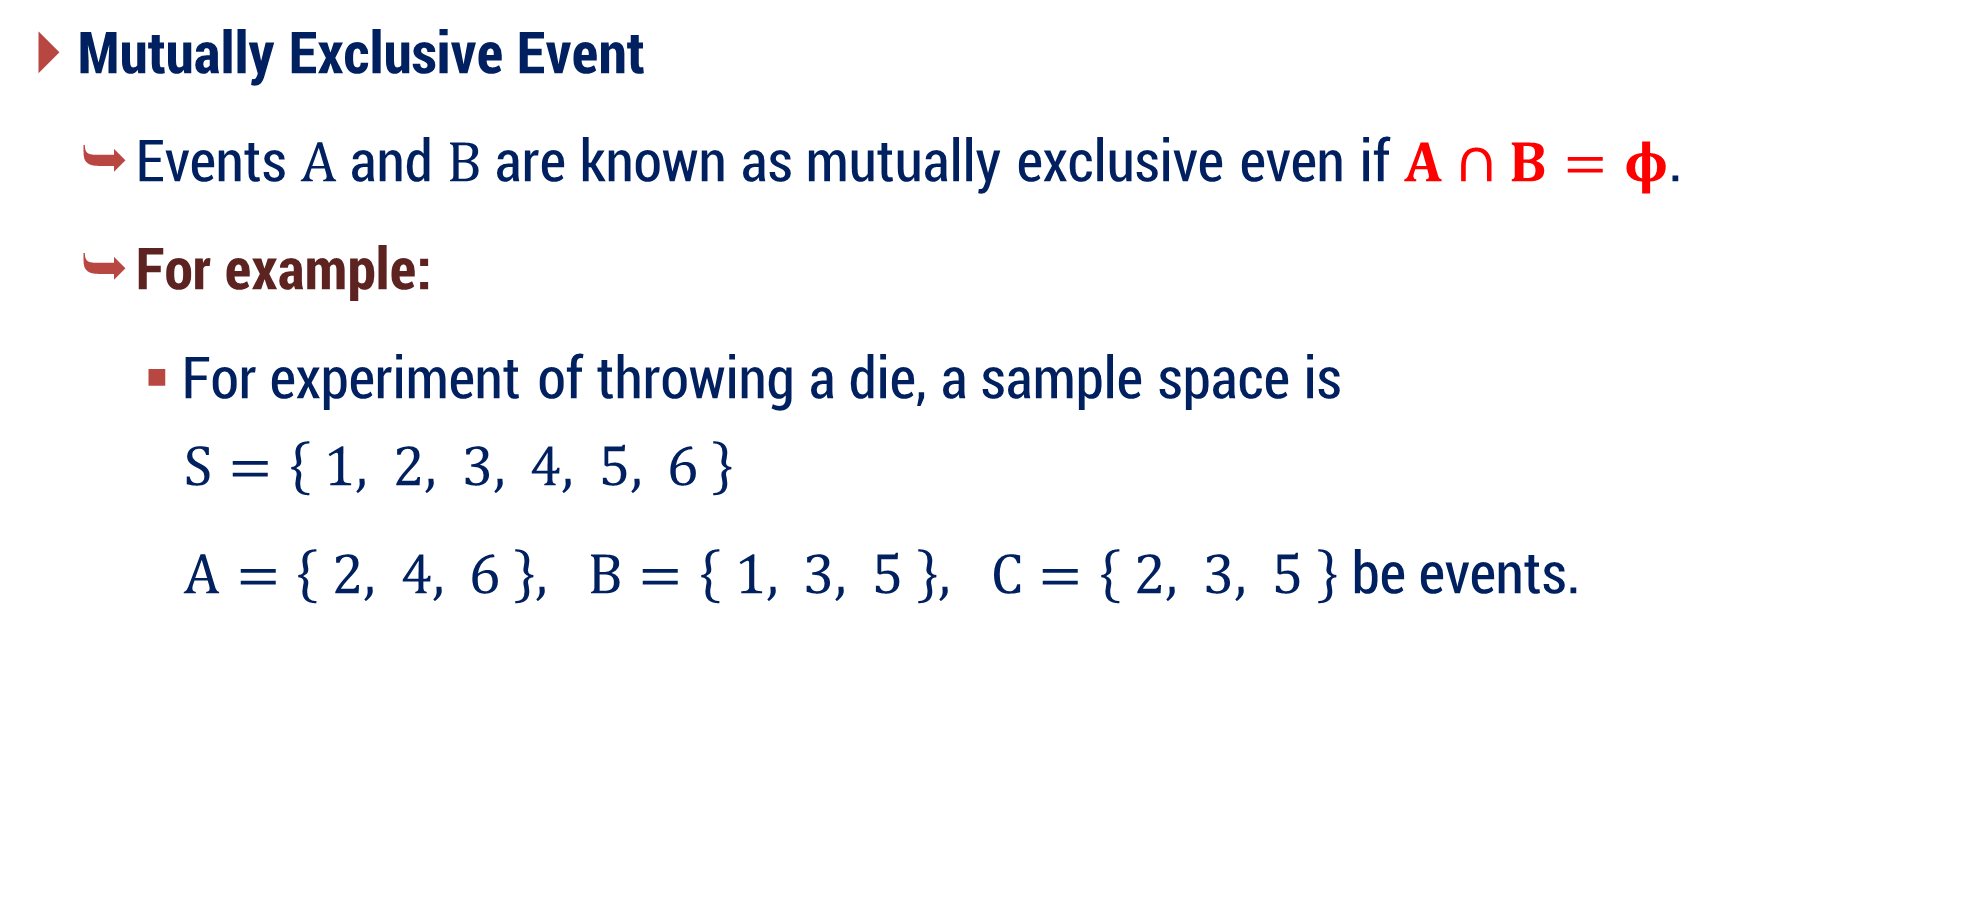 Mutually Exclusive Event
Events A and B are known as mutually exclusive even if A ∩ B = ϕ.
For example:
For experiment of throwing a die, a sample space is
S = { 1, 2, 3, 4, 5, 6 }
A = { 2, 4, 6 }, B = { 1, 3, 5 }, C = { 2, 3, 5 } be events.